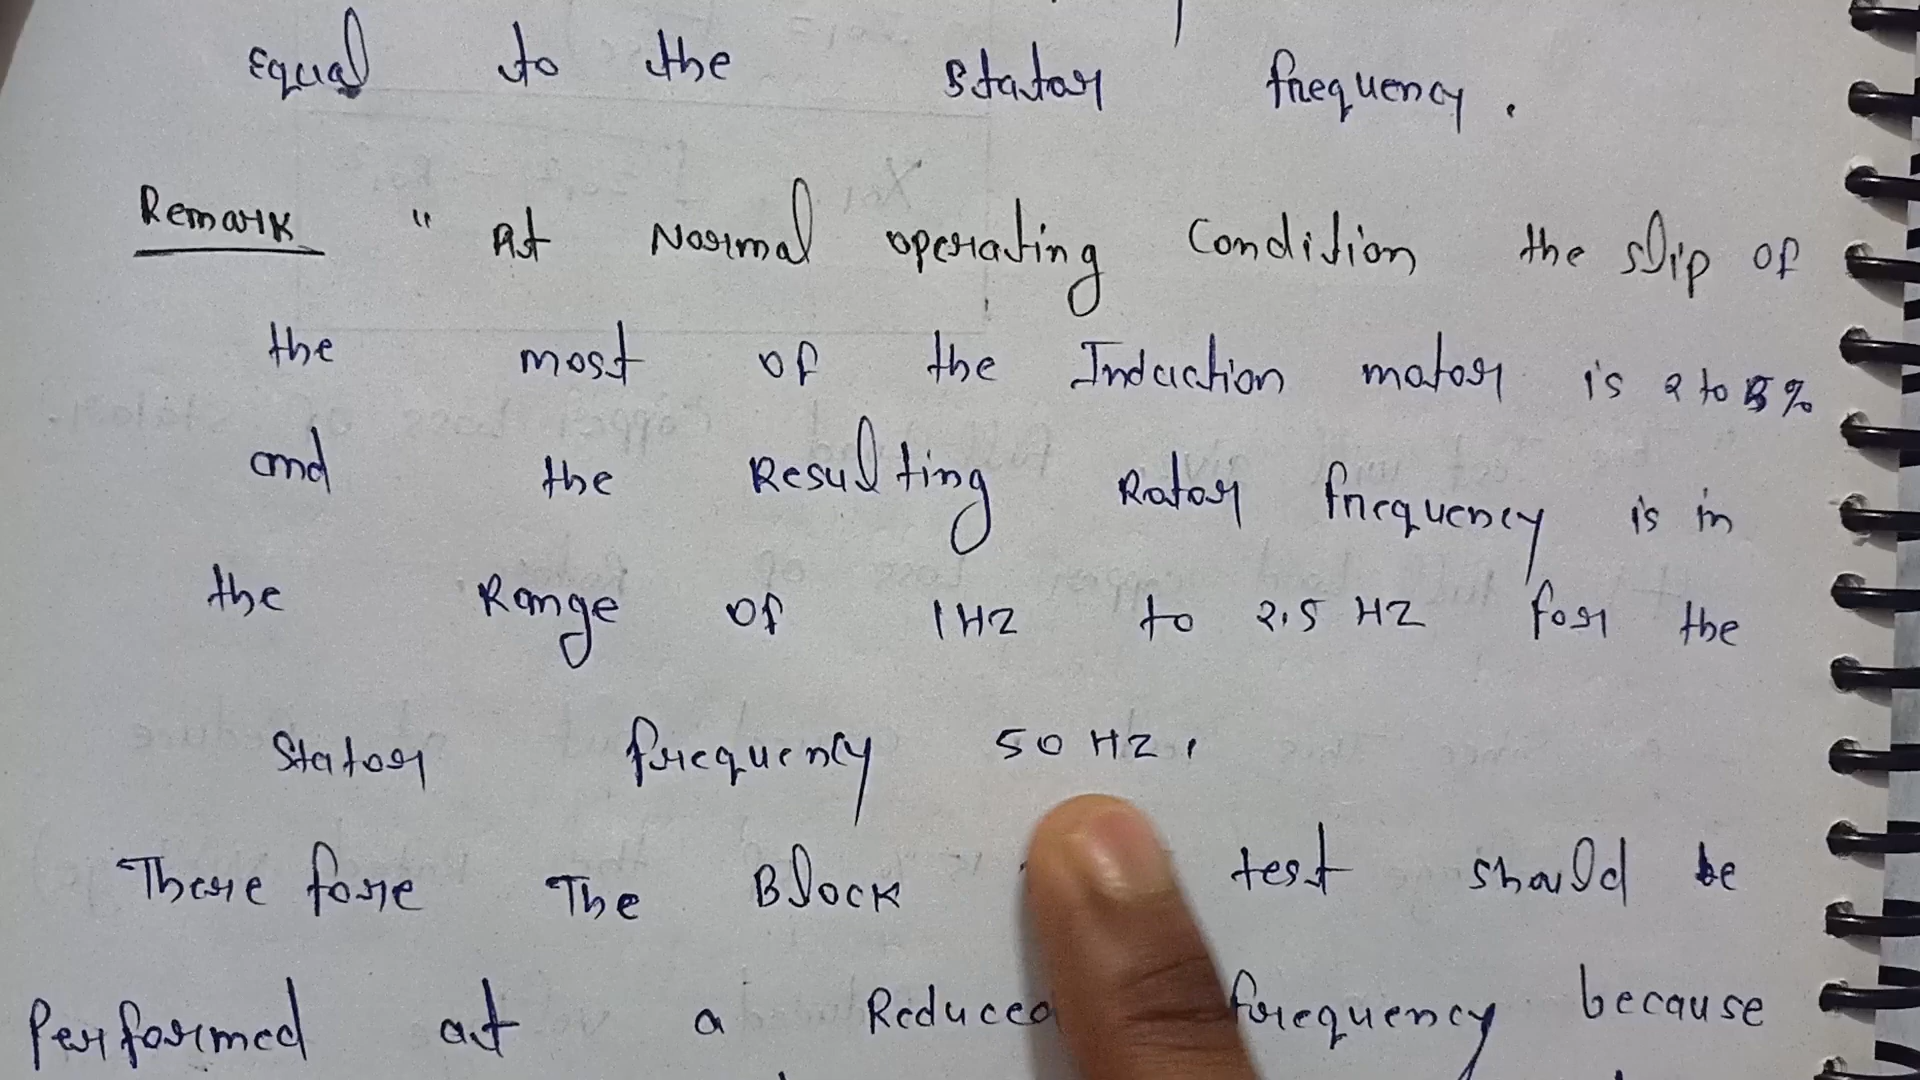 Equal to the stator frequency.
Remark " At Normal operating Condition the slip of
the most of the Induction motor is 2 to 5%
and the Resulting Rotor frequency is in
the Range of 1HZ to 2.5 HZ for the
Stator frequency 50 HZ.
There fore The Block test should be
Performed at a Reduced frequency because